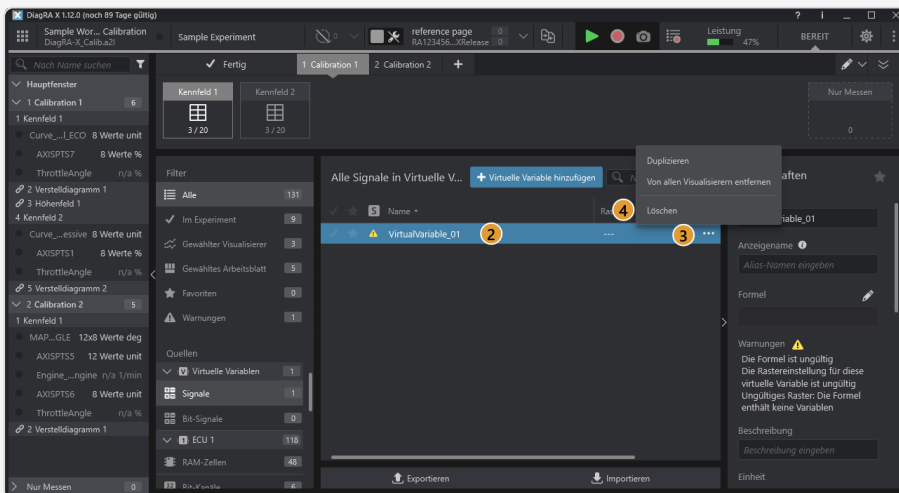 DiagRA X 1.12.0 (noch 89 Tage gültig)
? i
Sample Wor... Calibration
DiagRA-X_Calib.a2l
Sample Experiment
0
reference page 0
RA123456...XRelease 0
Leistung
47%
BEREIT
Nach Name suchen
Fertig
1 Calibration 1
2 Calibration 2
+
Hauptfenster
1 Calibration 1 6
1 Kennfeld 1
Curve_...l_ECO 8 Werte unit
AXISPTS7 8 Werte %
ThrottleAngle n/a %
2 Verstelldiagramm 1
3 Höhenfeld 1
4 Kennfeld 2
Curve_...essive 8 Werte unit
AXISPTS1 8 Werte unit
ThrottleAngle n/a %
5 Verstelldiagramm 2
2 Calibration 2 5
1 Kennfeld 1
MAP...GLE 12x8 Werte deg
AXISPTS5 12 Werte unit
Engine_...ngine n/a 1/min
AXISPTS6 8 Werte unit
ThrottleAngle n/a %
2 Verstelldiagramm 1
Nur Messen 0
Kennfeld 1
3 / 20
Kennfeld 2
3 / 20
Nur Messen
0
Filter
Alle 131
Im Experiment 9
Gewählter Visualisierer 3
Gewähltes Arbeitsblatt 5
Favoriten 0
Warnungen 1
Quellen
V Virtuelle Variablen 1
Signale 1
Bit-Signale 0
1 ECU 1 118
RAM-Zellen 48
Bit-Kanäle 6
Alle Signale in Virtuelle V...
+ Virtuelle Variable hinzufügen
S Name
Ras
VirtualVariable_01 2 --- 3 ...
Duplizieren
Von allen Visualisierern entfernen
4 Löschen
Exportieren
Importieren
aften
iable_01
Anzeigename
Alias-Namen eingeben
Formel
Warnungen
Die Formel ist ungültig
Die Rastereinstellung für diese
virtuelle Variable ist ungültig
Ungültiges Raster: Die Formel
enthält keine Variablen
Beschreibung
Beschreibung eingeben
Einheit